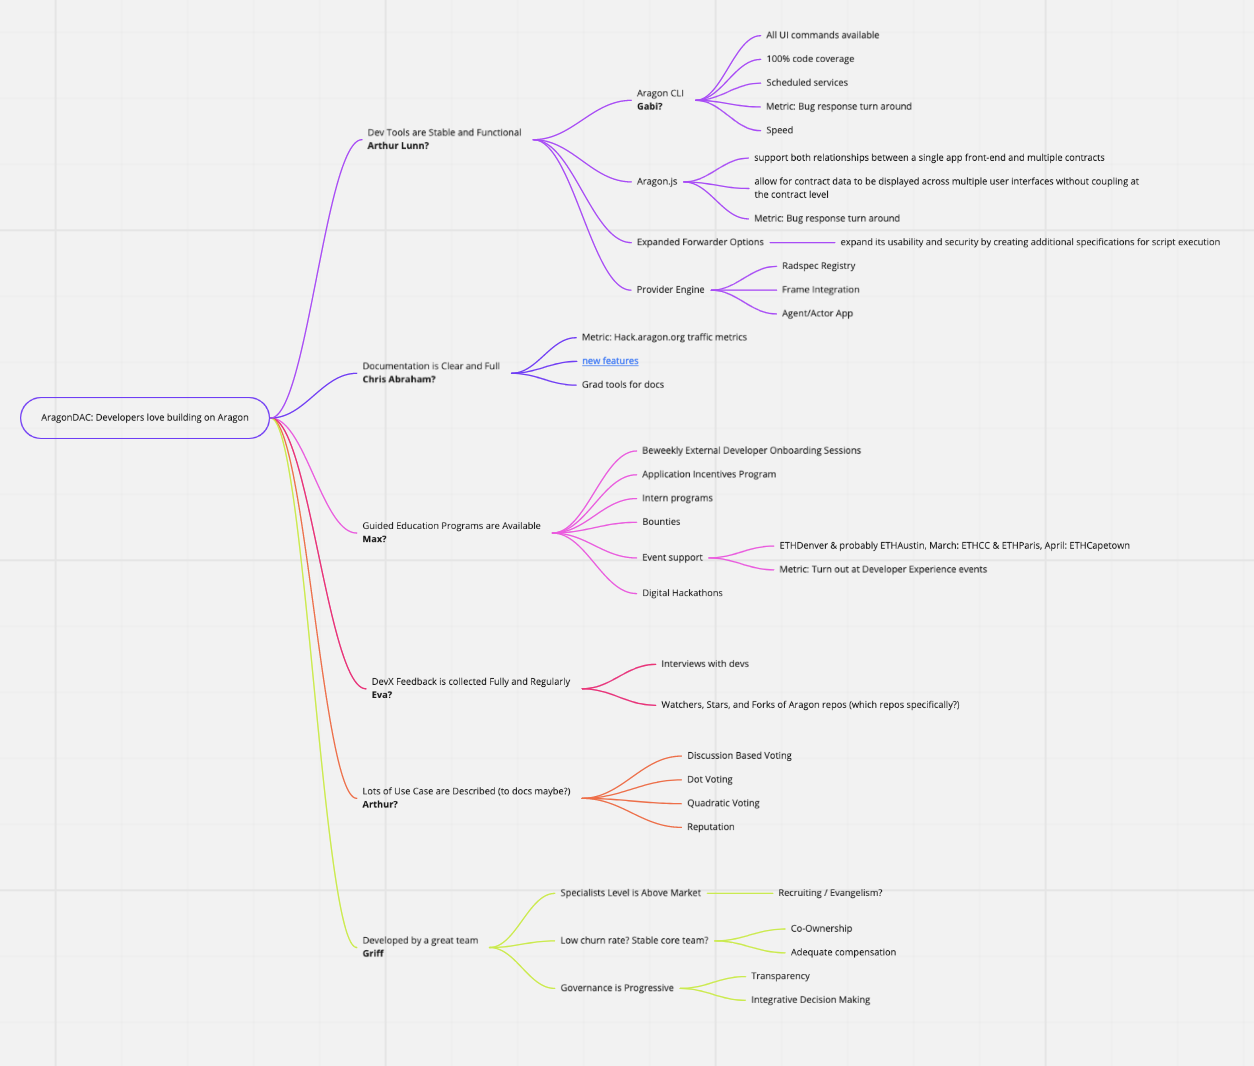 AragonDAC: Developers love building on Aragon
Dev Tools are Stable and Functional
Arthur Lunn?
Aragon CLI
Gabi?
All UI commands available
100% code coverage
Scheduled services
Metric: Bug response turn around
Speed
Aragon.js
support both relationships between a single app front-end and multiple contracts
allow for contract data to be displayed across multiple user interfaces without coupling at
the contract level
Metric: Bug response turn around
Expanded Forwarder Options
expand its usability and security by creating additional specifications for script execution
Provider Engine
Radspec Registry
Frame Integration
Agent/Actor App
Documentation is Clear and Full
Chris Abraham?
Metric: Hack.aragon.org traffic metrics
new features
Grad tools for docs
Guided Education Programs are Available
Max?
Beweekly External Developer Onboarding Sessions
Application Incentives Program
Intern programs
Bounties
Event support
ETHDenver & probably ETHAustin, March: ETHCC & ETHParis, April: ETHCapetown
Metric: Turn out at Developer Experience events
Digital Hackathons
DevX Feedback is collected Fully and Regularly
Eva?
Interviews with devs
Watchers, Stars, and Forks of Aragon repos (which repos specifically?)
Lots of Use Case are Described (to docs maybe?)
Arthur?
Discussion Based Voting
Dot Voting
Quadratic Voting
Reputation
Developed by a great team
Griff
Specialists Level is Above Market
Recruiting / Evangelism?
Low churn rate? Stable core team?
Co-Ownership
Adequate compensation
Governance is Progressive
Transparency
Integrative Decision Making